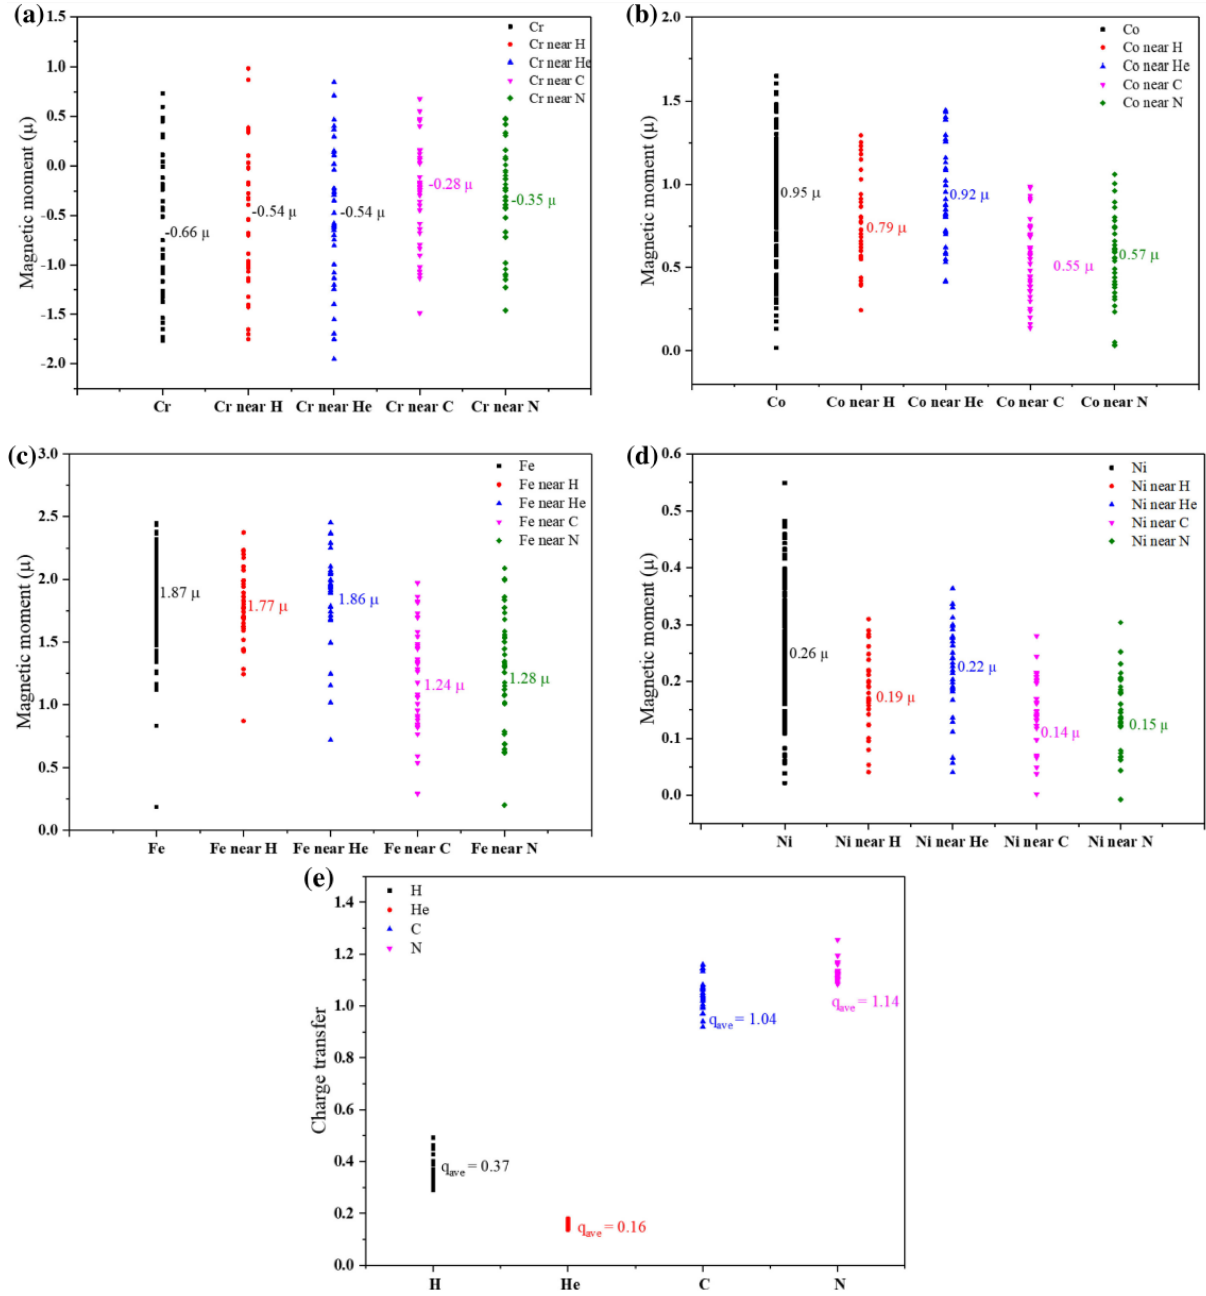 (a)
1.5
1.0
0.5
0.0
-0.5
-1.0
-1.5
-2.0
Magnetic moment (μ)
Cr
Cr near H
Cr near He
Cr near C
Cr near N
-0.66 μ
-0.54 μ
-0.54 μ
-0.28 μ
-0.35 μ
Cr
Cr near H
Cr near He
Cr near C
Cr near N
(b)
2.0
1.5
1.0
0.5
0.0
Magnetic moment (μ)
Co
Co near H
Co near He
Co near C
Co near N
0.95 μ
0.79 μ
0.92 μ
0.55 μ
0.57 μ
Co
Co near H
Co near He
Co near C
Co near N
(c)
3.0
2.5
2.0
1.5
1.0
0.5
0.0
Magnetic moment (μ)
Fe
Fe near H
Fe near He
Fe near C
Fe near N
1.87 μ
1.77 μ
1.86 μ
1.24 μ
1.28 μ
Fe
Fe near H
Fe near He
Fe near C
Fe near N
(d)
0.6
0.5
0.4
0.3
0.2
0.1
0.0
Magnetic moment (μ)
Ni
Ni near H
Ni near He
Ni near C
Ni near N
0.26 μ
0.19 μ
0.22 μ
0.14 μ
0.15 μ
Ni
Ni near H
Ni near He
Ni near C
Ni near N
(e)
1.4
1.2
1.0
0.8
0.6
0.4
0.2
0.0
Charge transfer
H
He
C
N
qave = 0.37
qave = 0.16
qave = 1.04
qave = 1.14
H
He
C
N